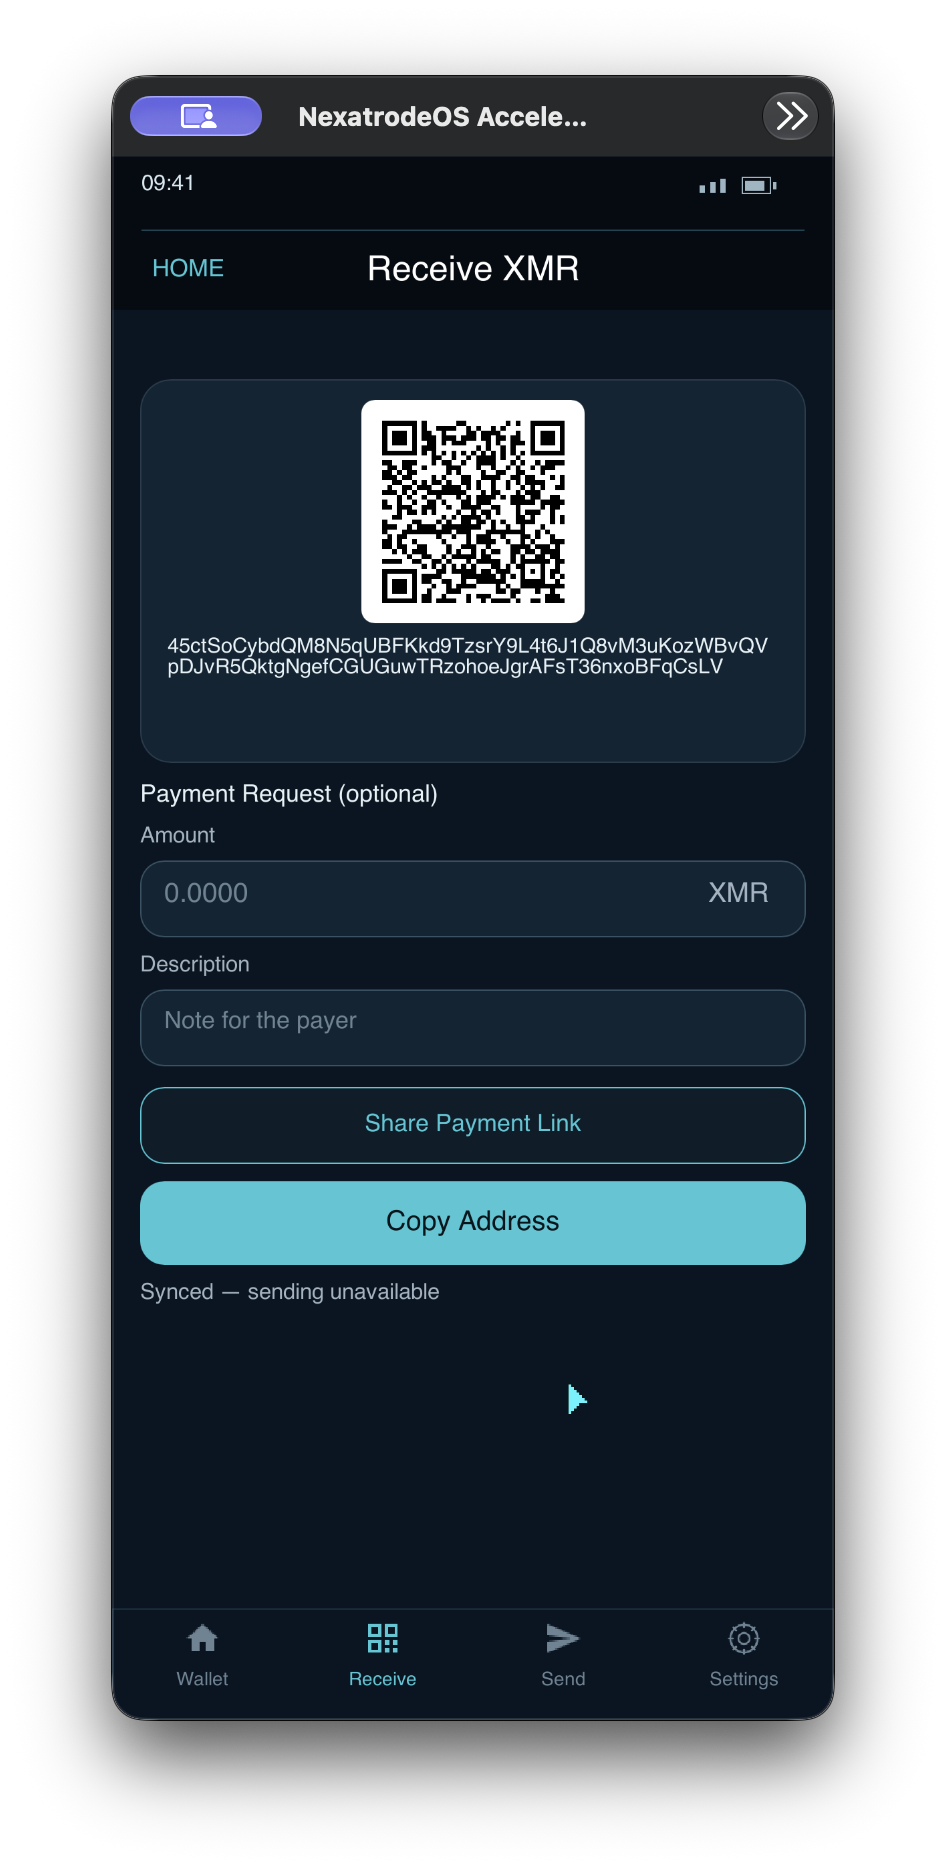 NexatrodeOS Accele...
09:41
HOME
Receive XMR
45ctSoCybdQM8N5qUBFKkd9TzsrY9L4t6J1Q8vM3uKozWBvQV
pDJvR5QktgNgefCGUGuwTRzohoeJgrAFsT36nxoBFqCsLV
Payment Request (optional)
Amount
0.0000 XMR
Description
Note for the payer
Share Payment Link
Copy Address
Synced — sending unavailable
Wallet Receive Send Settings